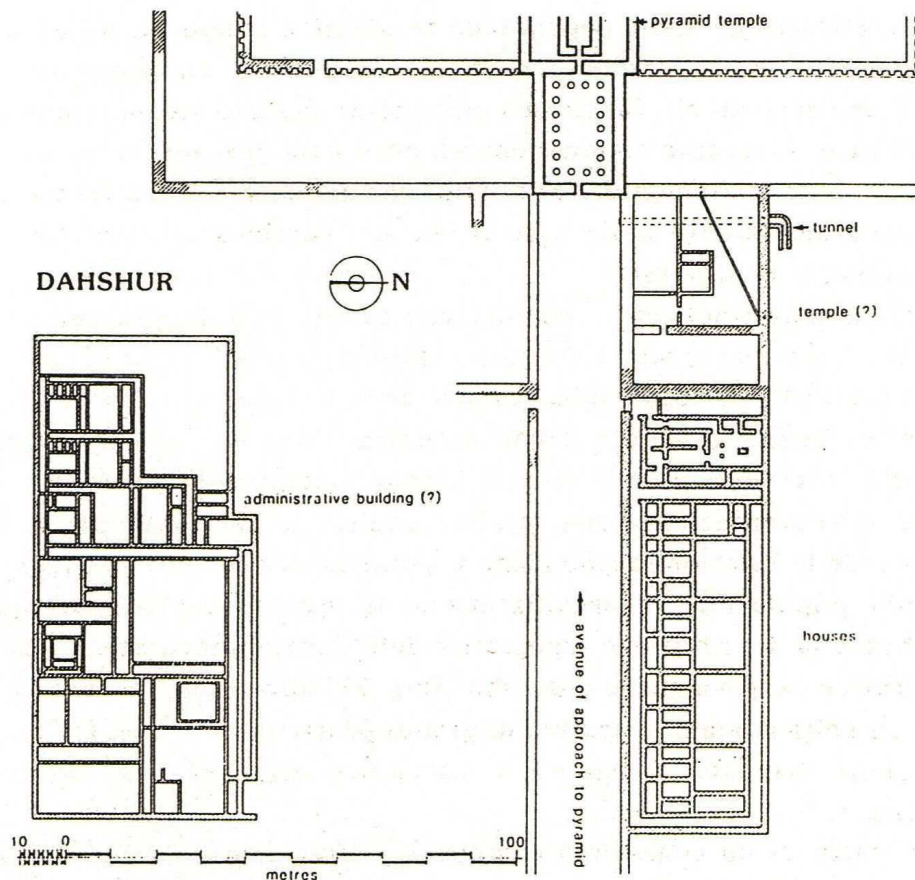 pyramid temple
tunnel
DAHSHUR
N
temple (?)
administrative building (?)
houses
avenue of approach to pyramid
10 0 100
metres